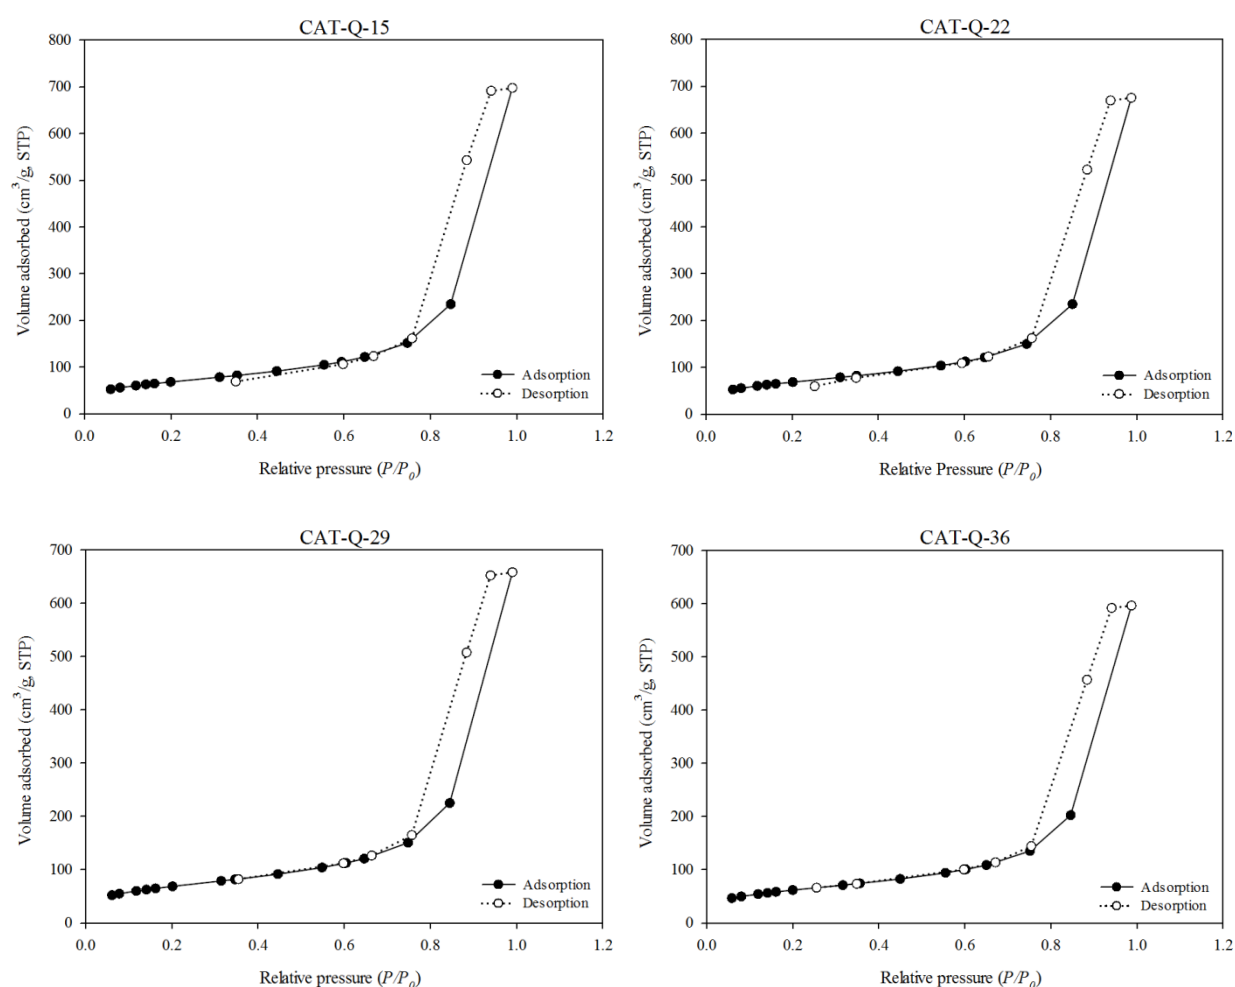 CAT-Q-15
800
700
600
500
400
300
200
100
0
Volume adsorbed (cm³/g, STP)
Adsorption
Desorption
0.0 0.2 0.4 0.6 0.8 1.0 1.2
Relative pressure (P/P₀)
CAT-Q-22
800
700
600
500
400
300
200
100
0
Volume adsorbed (cm³/g, STP)
Adsorption
Desorption
0.0 0.2 0.4 0.6 0.8 1.0 1.2
Relative Pressure (P/P₀)
CAT-Q-29
700
600
500
400
300
200
100
0
Volume adsorbed (cm³/g, STP)
Adsorption
Desorption
0.0 0.2 0.4 0.6 0.8 1.0 1.2
Relative pressure (P/P₀)
CAT-Q-36
700
600
500
400
300
200
100
0
Volume adsorbed (cm³/g, STP)
Adsorption
Desorption
0.0 0.2 0.4 0.6 0.8 1.0 1.2
Relative pressure (P/P₀)